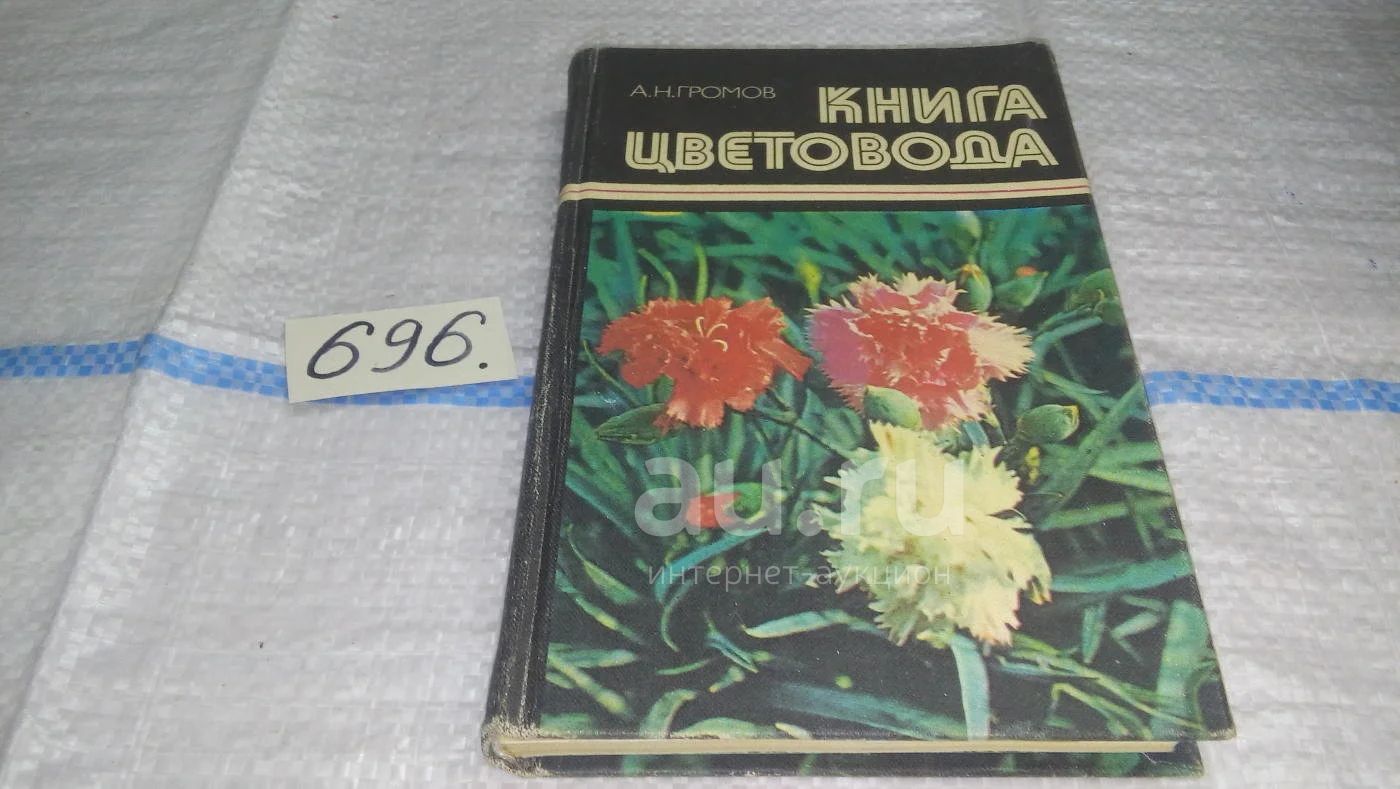 А.Н.ГРОМОВ
КНИГА
ЦВЕТОВОДА
696.
au.ru
интернет-аукцион